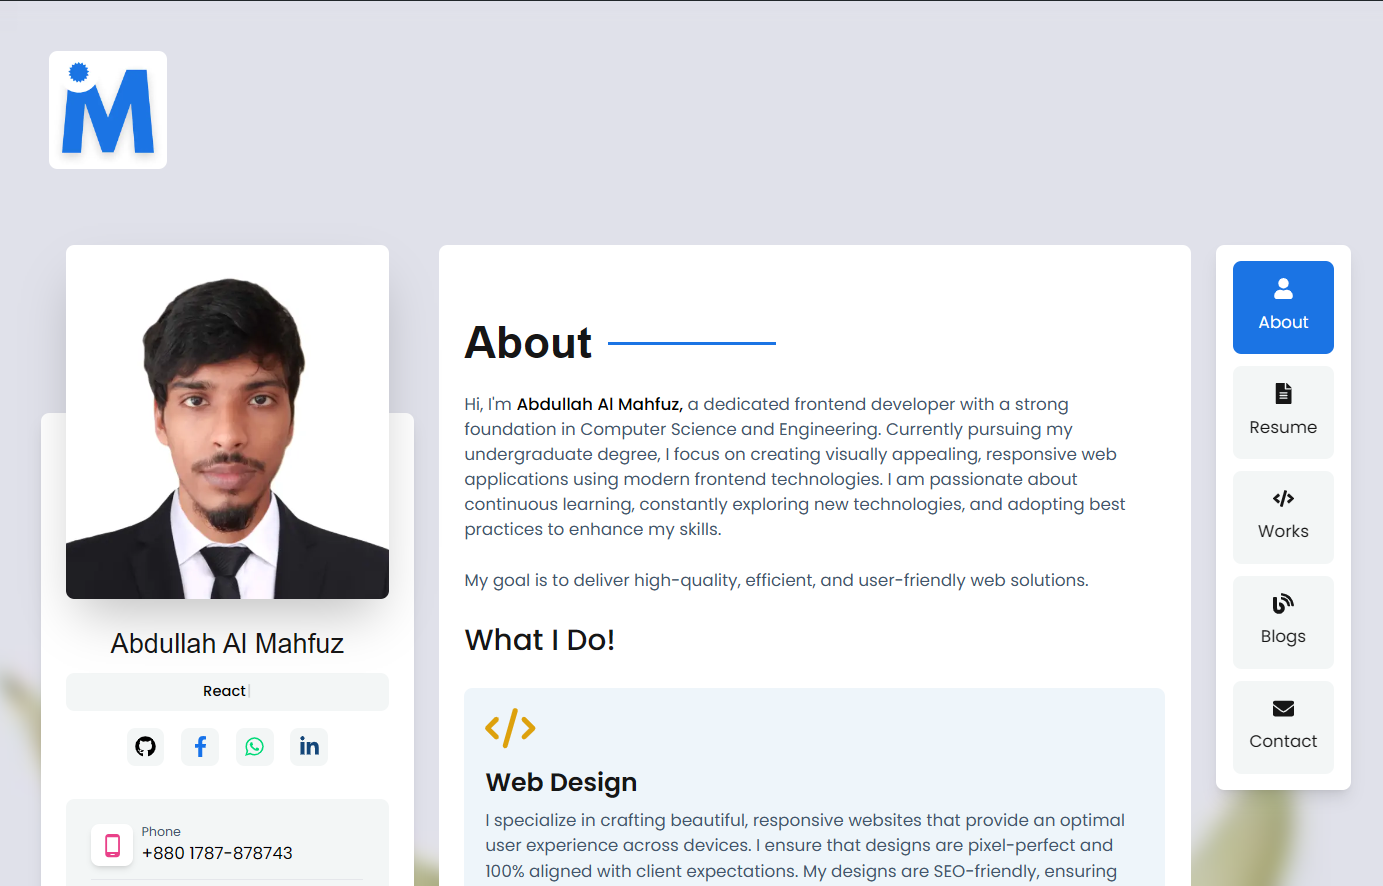 M
Abdullah Al Mahfuz
React
Phone
+880 1787-878743
About
Hi, I'm Abdullah Al Mahfuz, a dedicated frontend developer with a strong
foundation in Computer Science and Engineering. Currently pursuing my
undergraduate degree, I focus on creating visually appealing, responsive web
applications using modern frontend technologies. I am passionate about
continuous learning, constantly exploring new technologies, and adopting best
practices to enhance my skills.
My goal is to deliver high-quality, efficient, and user-friendly web solutions.
What I Do!
Web Design
I specialize in crafting beautiful, responsive websites that provide an optimal
user experience across devices. I ensure that designs are pixel-perfect and
100% aligned with client expectations. My designs are SEO-friendly, ensuring
About
Resume
Works
Blogs
Contact